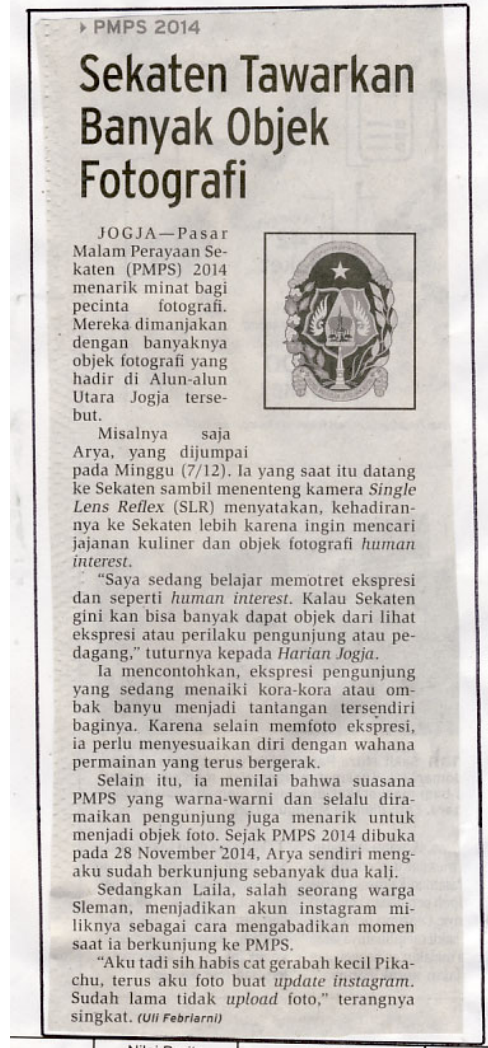 PMPS 2014
Sekaten Tawarkan
Banyak Objek
Fotografi
JOGJA—Pasar
Malam Perayaan Se-
katen (PMPS) 2014
menarik minat bagi
pecinta fotografi.
Mereka dimanjakan
dengan banyaknya
objek fotografi yang
hadir di Alun-alun
Utara Jogja terse-
but.
Misalnya saja
Arya, yang dijumpai
pada Minggu (7/12). Ia yang saat itu datang
ke Sekaten sambil menenteng kamera Single
Lens Reflex (SLR) menyatakan, kehadiran-
nya ke Sekaten lebih karena ingin mencari
jajanan kuliner dan objek fotografi human
interest.
“Saya sedang belajar memotret ekspresi
dan seperti human interest. Kalau Sekaten
gini kan bisa banyak dapat objek dari lihat
ekspresi atau perilaku pengunjung atau pe-
dagang,” tuturnya kepada Harian Jogja.
Ia mencontohkan, ekspresi pengunjung
yang sedang menaiki kora-kora atau om-
bak banyu menjadi tantangan tersendiri
baginya. Karena selain memfoto ekspresi,
ia perlu menyesuaikan diri dengan wahana
permainan yang terus bergerak.
Selain itu, ia menilai bahwa suasana
PMPS yang warna-warni dan selalu dira-
maikan pengunjung juga menarik untuk
menjadi objek foto. Sejak PMPS 2014 dibuka
pada 28 November 2014, Arya sendiri meng-
aku sudah berkunjung sebanyak dua kali.
Sedangkan Laila, salah seorang warga
Sleman, menjadikan akun instagram mi-
liknya sebagai cara mengabadikan momen
saat ia berkunjung ke PMPS.
“Aku tadi sih habis cat gerabah kecil Pika-
chu, terus aku foto buat update instagram.
Sudah lama tidak upload foto,” terangnya
singkat. (Uli Febriarni)